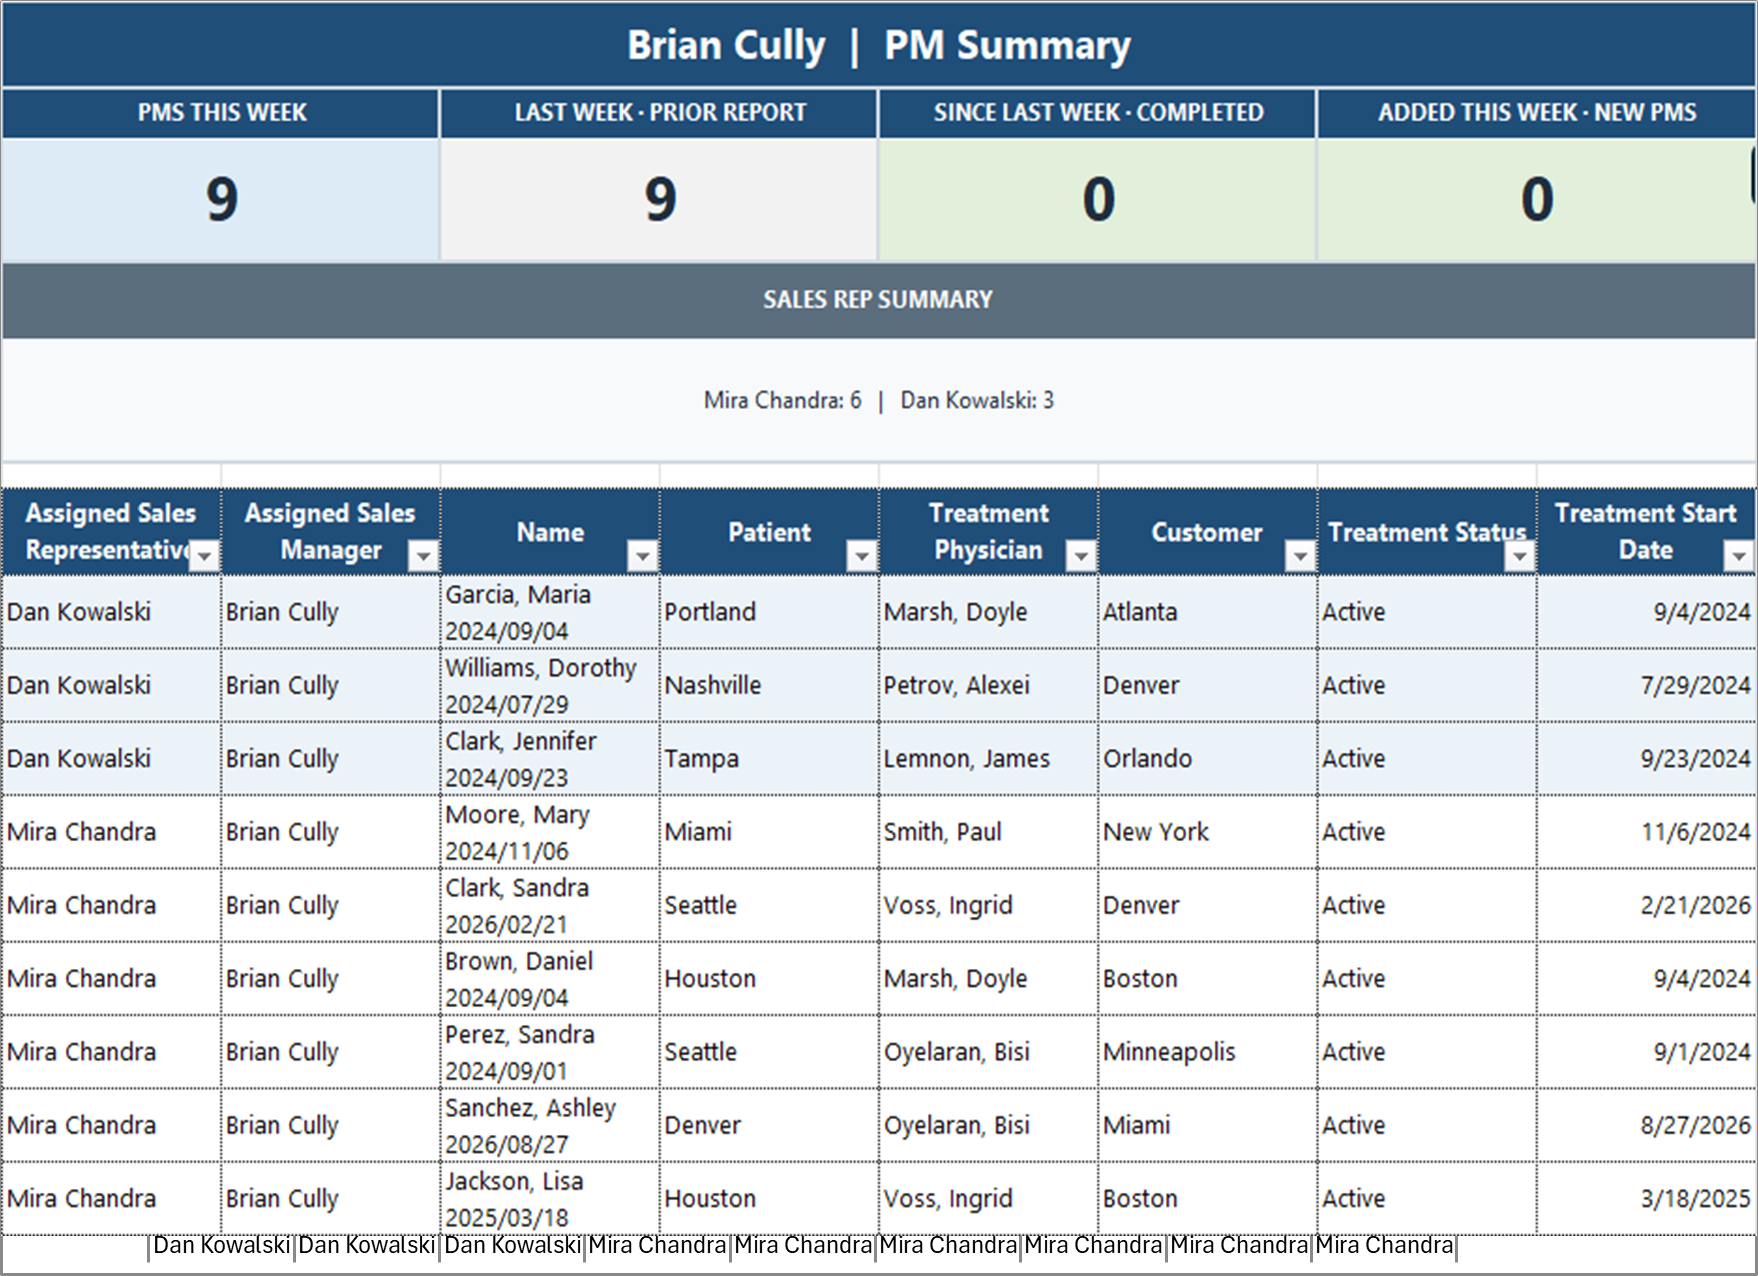 Brian Cully | PM Summary
PMS THIS WEEK LAST WEEK · PRIOR REPORT SINCE LAST WEEK · COMPLETED ADDED THIS WEEK · NEW PMS
9 9 0 0
SALES REP SUMMARY
Mira Chandra: 6 | Dan Kowalski: 3
Assigned Sales Representative Assigned Sales Manager Name Patient Treatment Physician Customer Treatment Status Treatment Start Date
Dan Kowalski Brian Cully Garcia, Maria 2024/09/04 Portland Marsh, Doyle Atlanta Active 9/4/2024
Dan Kowalski Brian Cully Williams, Dorothy 2024/07/29 Nashville Petrov, Alexei Denver Active 7/29/2024
Dan Kowalski Brian Cully Clark, Jennifer 2024/09/23 Tampa Lemnon, James Orlando Active 9/23/2024
Mira Chandra Brian Cully Moore, Mary 2024/11/06 Miami Smith, Paul New York Active 11/6/2024
Mira Chandra Brian Cully Clark, Sandra 2026/02/21 Seattle Voss, Ingrid Denver Active 2/21/2026
Mira Chandra Brian Cully Brown, Daniel 2024/09/04 Houston Marsh, Doyle Boston Active 9/4/2024
Mira Chandra Brian Cully Perez, Sandra 2024/09/01 Seattle Oyelaran, Bisi Minneapolis Active 9/1/2024
Mira Chandra Brian Cully Sanchez, Ashley 2026/08/27 Denver Oyelaran, Bisi Miami Active 8/27/2026
Mira Chandra Brian Cully Jackson, Lisa 2025/03/18 Houston Voss, Ingrid Boston Active 3/18/2025
Dan Kowalski Dan Kowalski Dan Kowalski Mira Chandra Mira Chandra Mira Chandra Mira Chandra Mira Chandra Mira Chandra